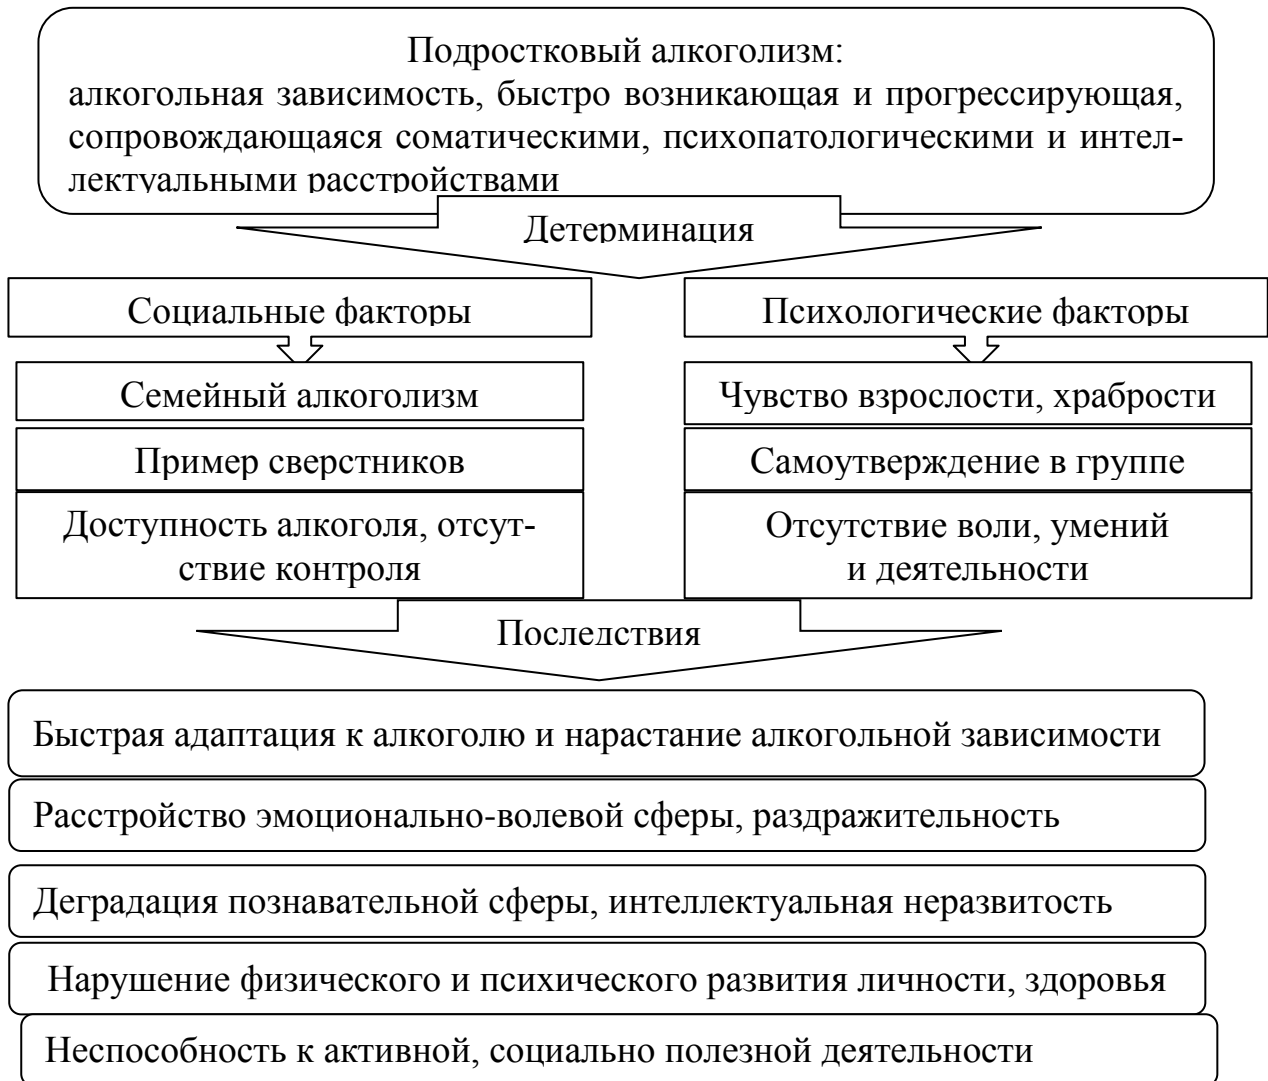 Подростковый алкоголизм:
алкогольная зависимость, быстро возникающая и прогрессирующая,
сопровождающаяся соматическими, психопатологическими и интел-
лектуальными расстройствами
Детерминация
Социальные факторы
Психологические факторы
Семейный алкоголизм
Чувство взрослости, храбрости
Пример сверстников
Самоутверждение в группе
Доступность алкоголя, отсут-
ствие контроля
Отсутствие воли, умений
и деятельности
Последствия
Быстрая адаптация к алкоголю и нарастание алкогольной зависимости
Расстройство эмоционально-волевой сферы, раздражительность
Деградация познавательной сферы, интеллектуальная неразвитость
Нарушение физического и психического развития личности, здоровья
Неспособность к активной, социально полезной деятельности